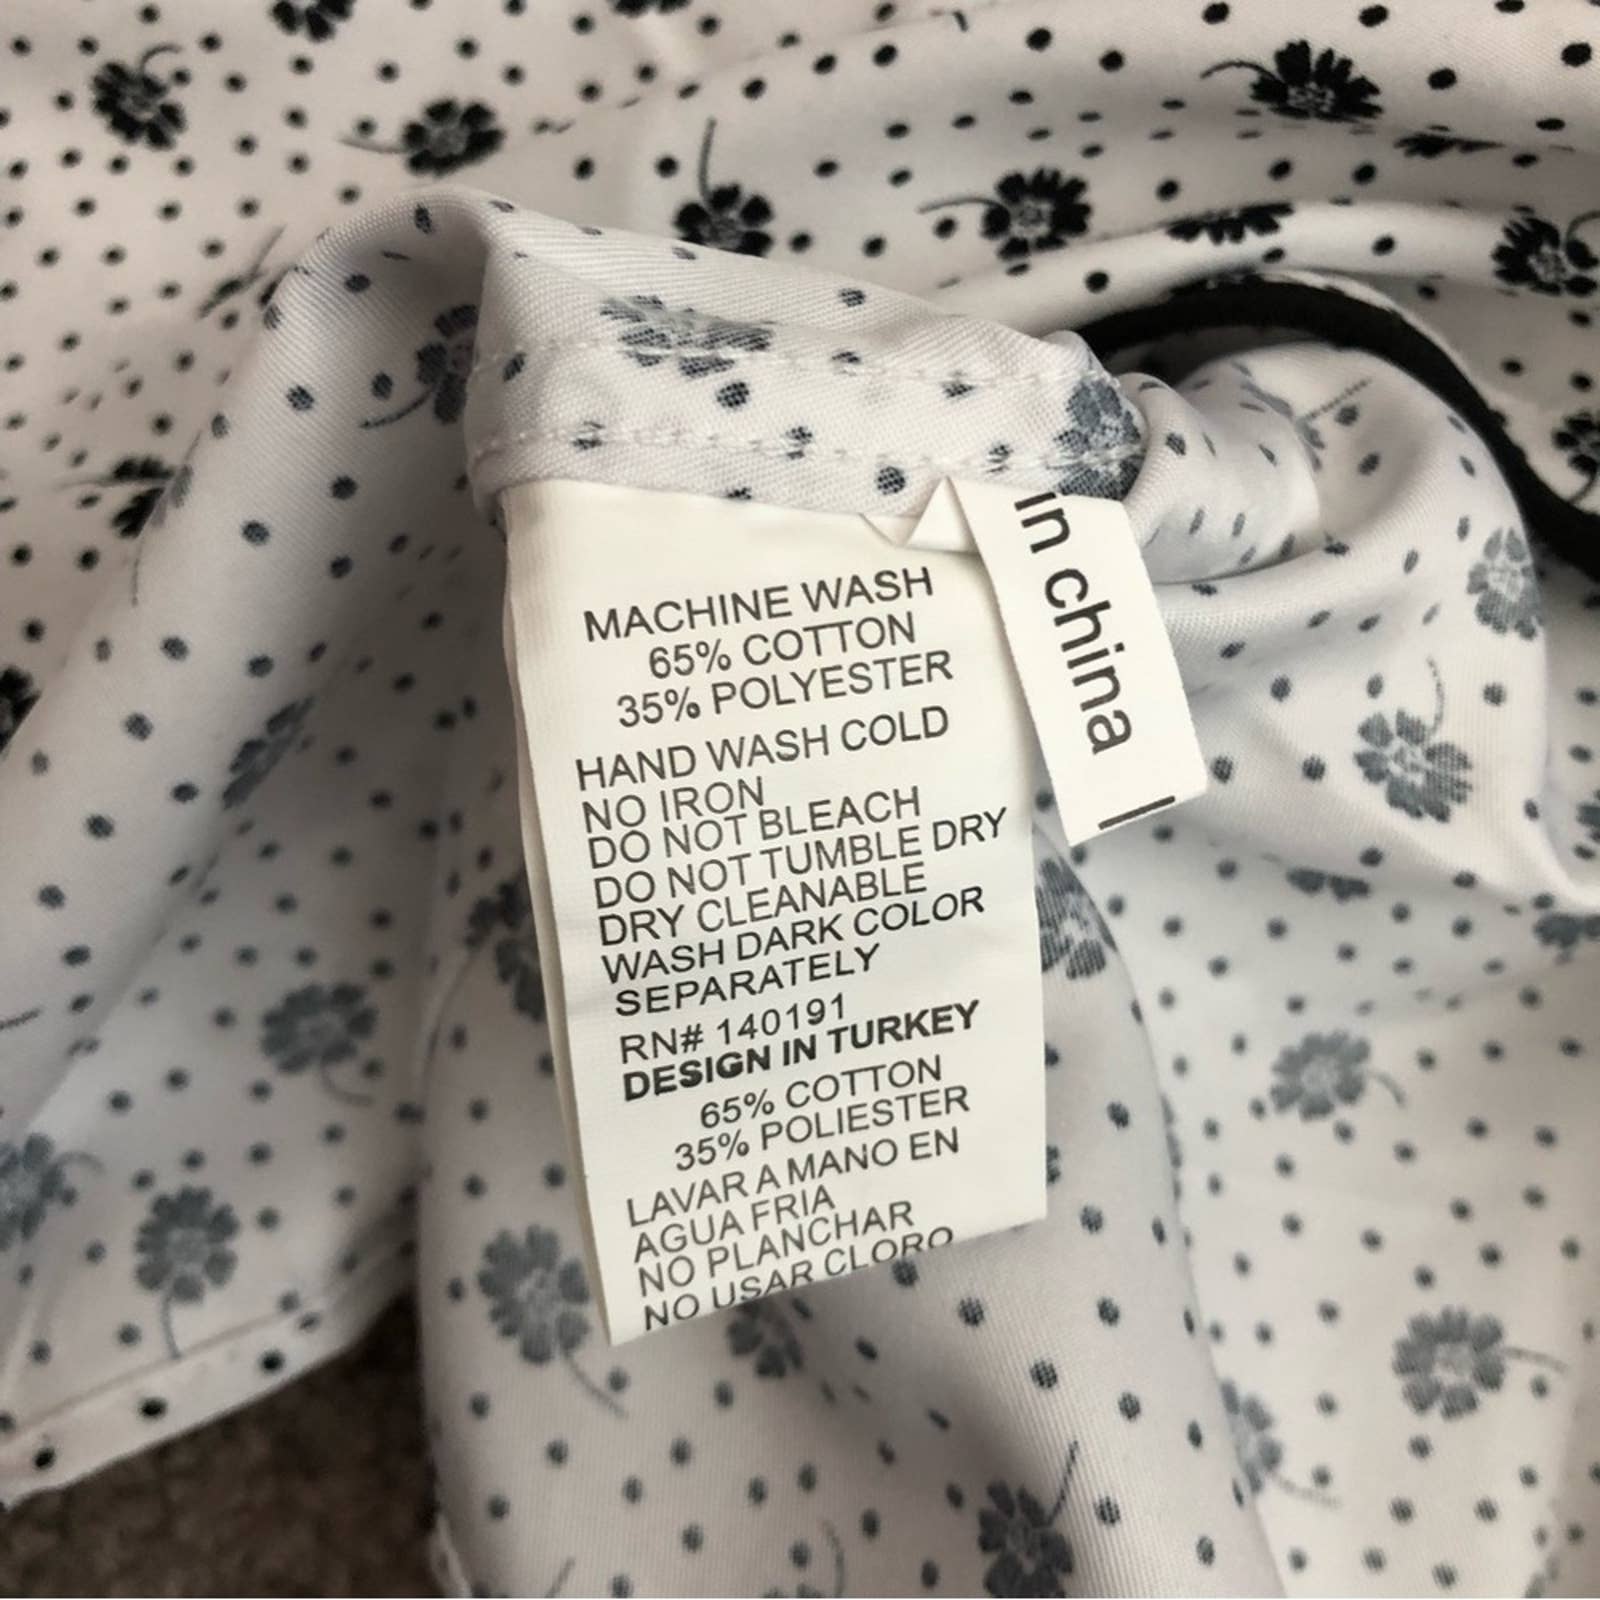 MACHINE WASH
65% COTTON
35% POLYESTER
HAND WASH COLD
NO IRON
DO NOT BLEACH
DO NOT TUMBLE DRY
DRY CLEANABLE
WASH DARK COLOR
SEPARATELY
RN# 140191
DESIGN IN TURKEY
65% COTTON
35% POLIESTER
LAVAR A MANO EN
AGUA FRIA
NO PLANCHAR
NO USAR CLORO
in china